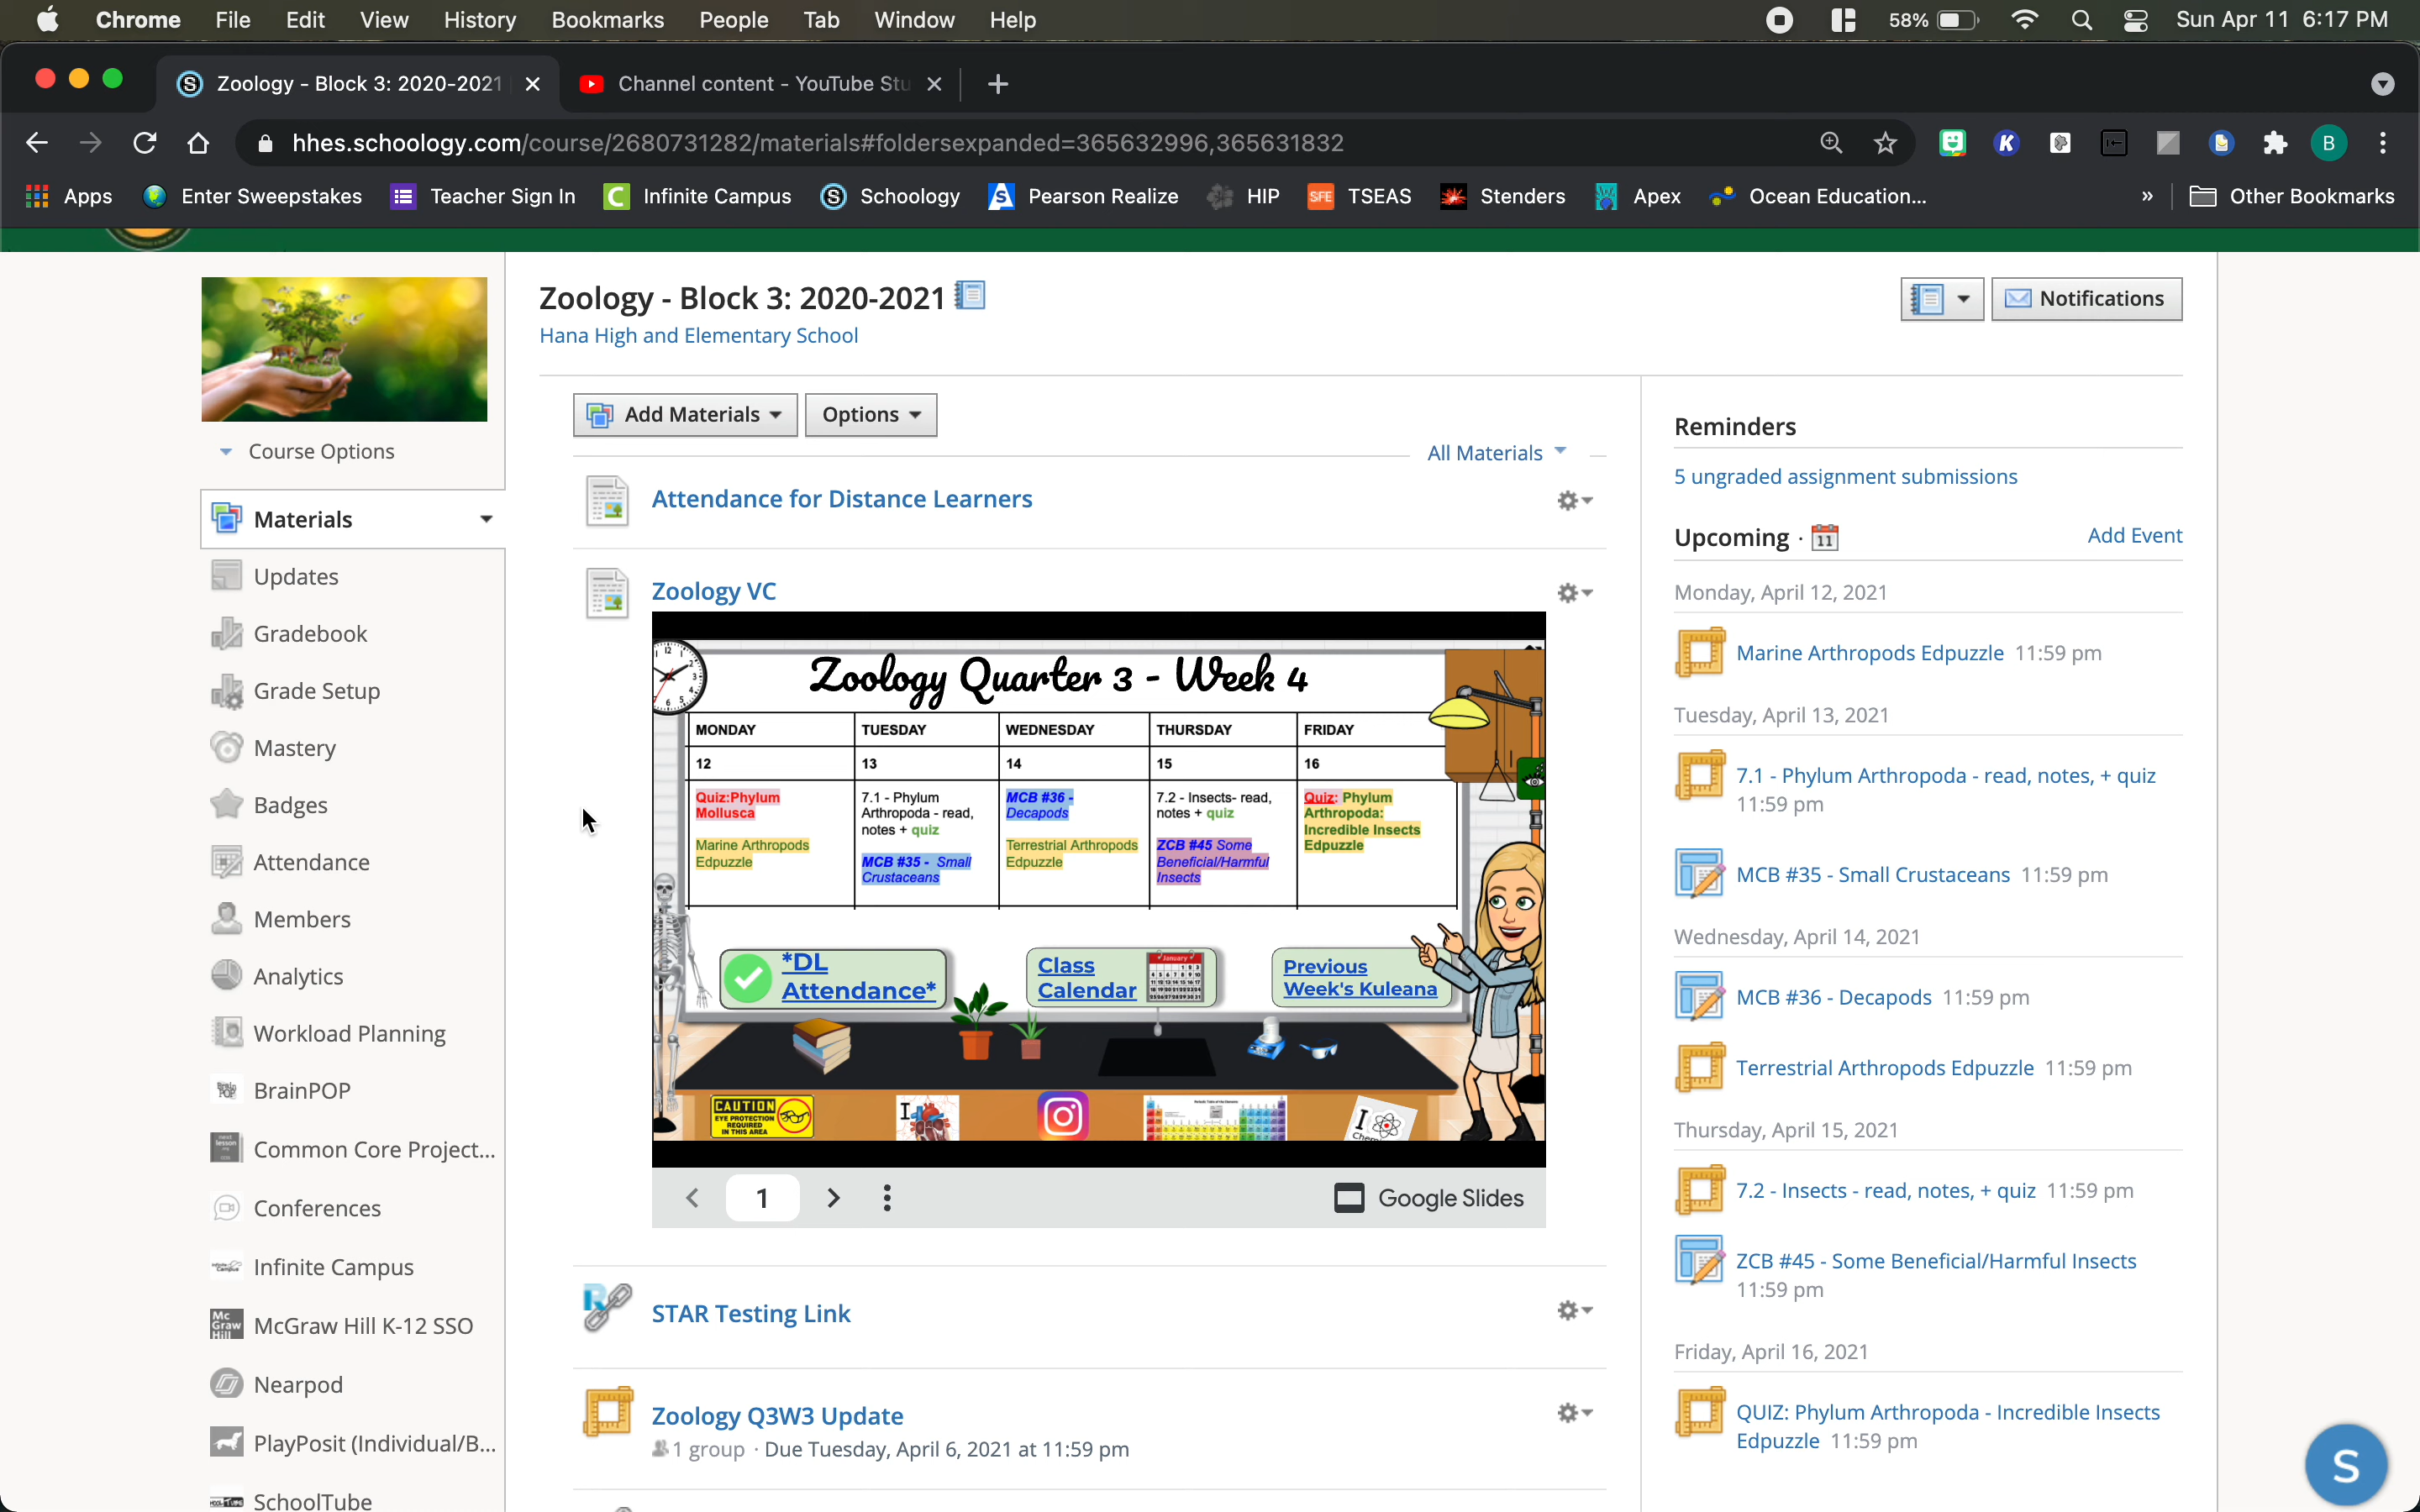 Chrome File Edit View History Bookmarks People Tab Window Help 58% Sun Apr 11 6:17 PM
Zoology - Block 3: 2020-2021 Channel content - YouTube Stu
hhes.schoology.com/course/2680731282/materials#foldersexpanded=365632996,365631832
Apps Enter Sweepstakes Teacher Sign In Infinite Campus Schoology Pearson Realize HIP TSEAS Stenders Apex Ocean Education... » Other Bookmarks
Zoology - Block 3: 2020-2021
Hana High and Elementary School
Notifications
Course Options
Materials
Updates
Gradebook
Grade Setup
Mastery
Badges
Attendance
Members
Analytics
Workload Planning
BrainPOP
Common Core Project...
Conferences
Infinite Campus
McGraw Hill K-12 SSO
Nearpod
PlayPosit (Individual/B...
SchoolTube
Add Materials Options
All Materials
Attendance for Distance Learners
Zoology VC
Zoology Quarter 3 - Week 4
MONDAY TUESDAY WEDNESDAY THURSDAY FRIDAY
12 13 14 15 16
Quiz:Phylum
Mollusca
Marine Arthropods
Edpuzzle
7.1 - Phylum
Arthropoda - read,
notes + quiz
MCB #35 - Small
Crustaceans
MCB #36 -
Decapods
Terrestrial Arthropods
Edpuzzle
7.2 - Insects- read,
notes + quiz
ZCB #45 Some
Beneficial/Harmful
Insects
Quiz: Phylum
Arthropoda:
Incredible Insects
Edpuzzle
*DL
Attendance*
Class
Calendar
January
Previous
Week's Kuleana
CAUTION
EYE PROTECTION
REQUIRED
IN THIS AREA
I
Periodic Table of the Elements
I
1
Google Slides
STAR Testing Link
Zoology Q3W3 Update
1 group · Due Tuesday, April 6, 2021 at 11:59 pm
Reminders
5 ungraded assignment submissions
Upcoming · 11 Add Event
Monday, April 12, 2021
Marine Arthropods Edpuzzle 11:59 pm
Tuesday, April 13, 2021
7.1 - Phylum Arthropoda - read, notes, + quiz
11:59 pm
MCB #35 - Small Crustaceans 11:59 pm
Wednesday, April 14, 2021
MCB #36 - Decapods 11:59 pm
Terrestrial Arthropods Edpuzzle 11:59 pm
Thursday, April 15, 2021
7.2 - Insects - read, notes, + quiz 11:59 pm
ZCB #45 - Some Beneficial/Harmful Insects
11:59 pm
Friday, April 16, 2021
QUIZ: Phylum Arthropoda - Incredible Insects
Edpuzzle 11:59 pm
S